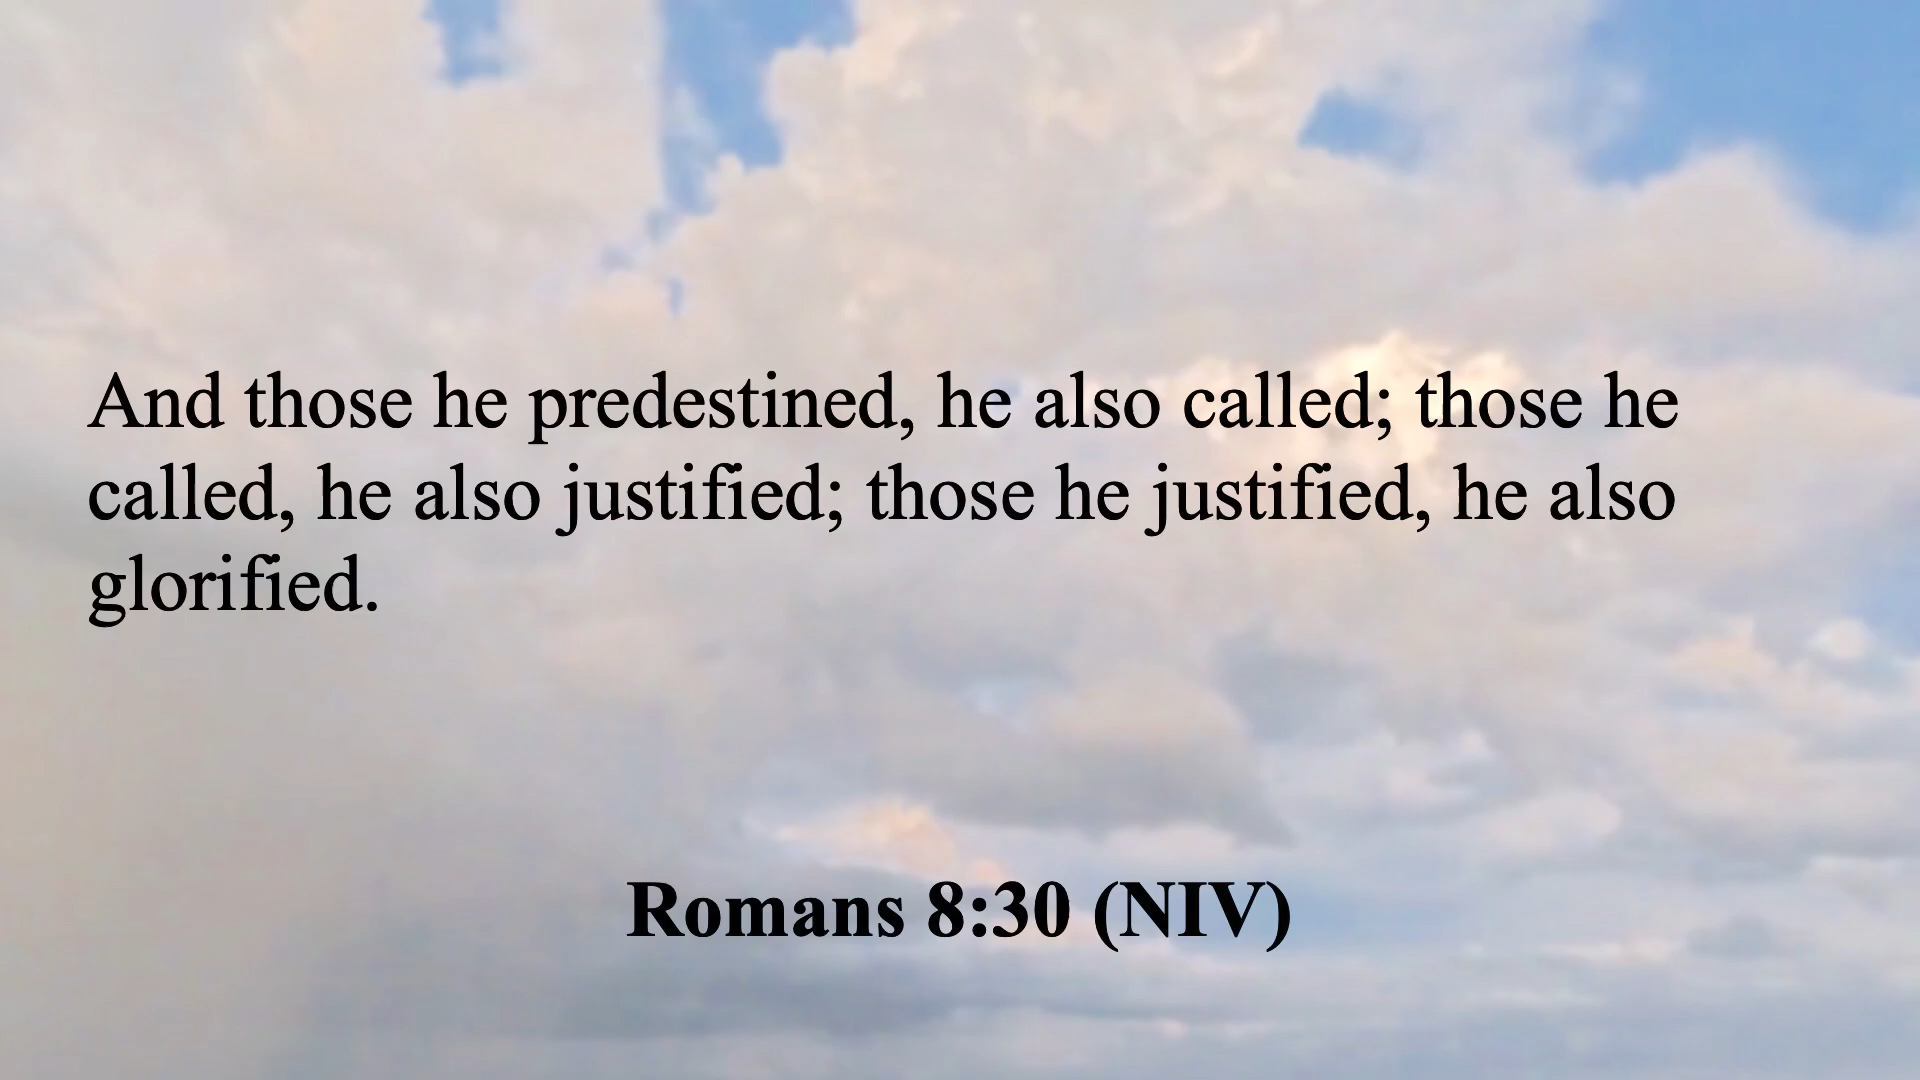 And those he predestined, he also called; those he
called, he also justified; those he justified, he also
glorified.
Romans 8:30 (NIV)